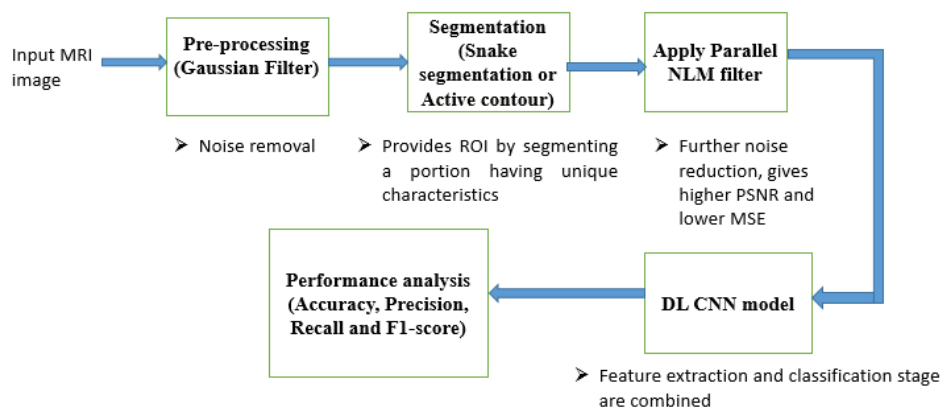 Input MRI
image
Pre-processing
(Gaussian Filter)
➤ Noise removal
Segmentation
(Snake
segmentation or
Active contour)
➤ Provides ROI by segmenting
a portion having unique
characteristics
Apply Parallel
NLM filter
➤ Further noise
reduction, gives
higher PSNR and
lower MSE
DL CNN model
➤ Feature extraction and classification stage
are combined
Performance analysis
(Accuracy, Precision,
Recall and F1-score)